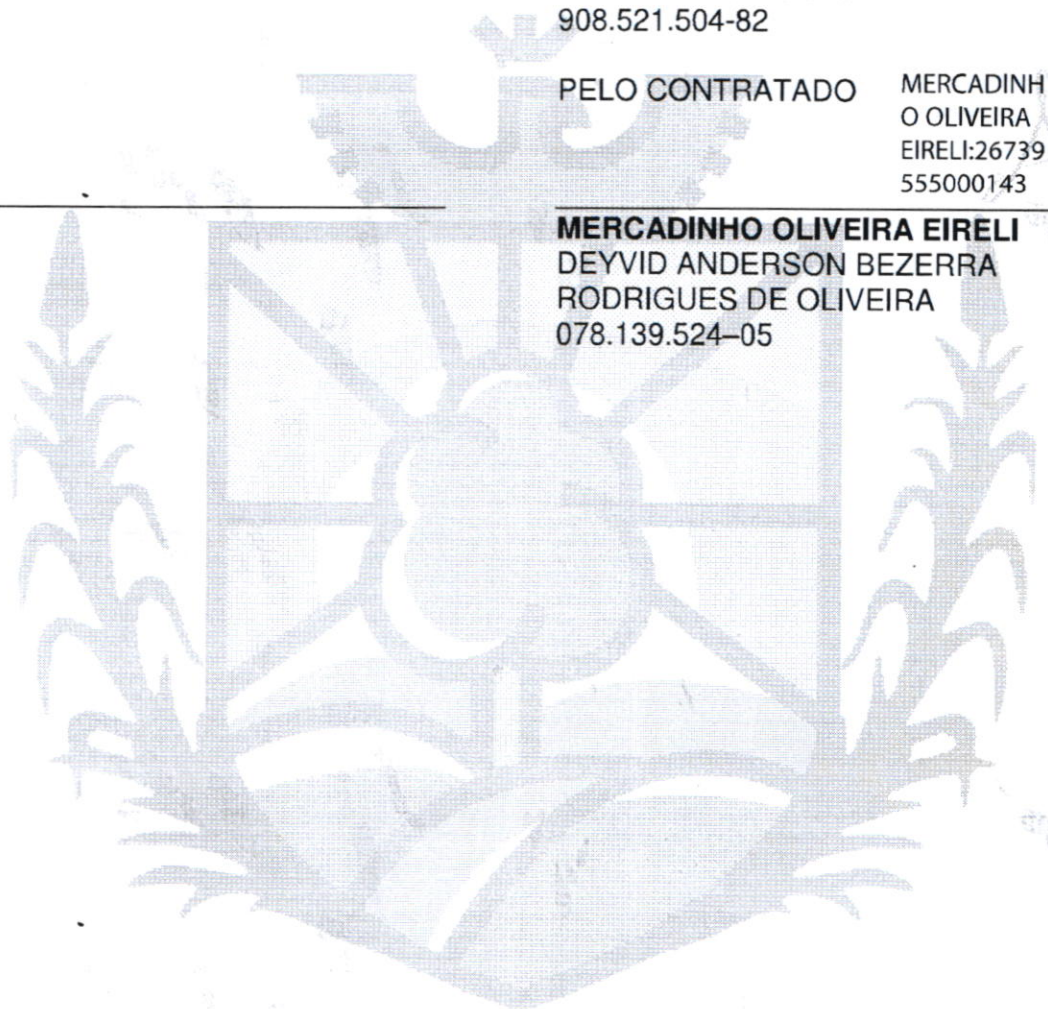 908.521.504-82
PELO CONTRATADO
MERCADINH
O OLIVEIRA
EIRELI:26739
555000143
MERCADINHO OLIVEIRA EIRELI
DEYVID ANDERSON BEZERRA
RODRIGUES DE OLIVEIRA
078.139.524–05